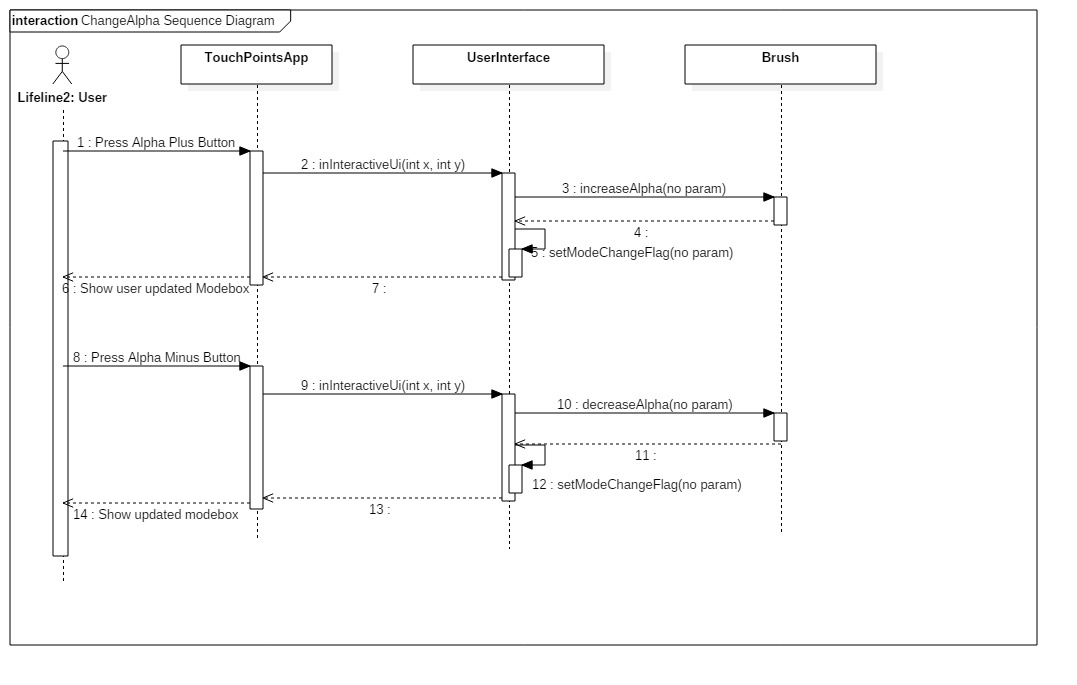 interaction ChangeAlpha Sequence Diagram
TouchPointsApp
UserInterface
Brush
Lifeline2: User
1 : Press Alpha Plus Button
2 : inInteractiveUi(int x, int y)
3 : increaseAlpha(no param)
4 :
5 : setModeChangeFlag(no param)
6 : Show user updated Modebox
7 :
8 : Press Alpha Minus Button
9 : inInteractiveUi(int x, int y)
10 : decreaseAlpha(no param)
11 :
12 : setModeChangeFlag(no param)
13 :
14 : Show updated modebox